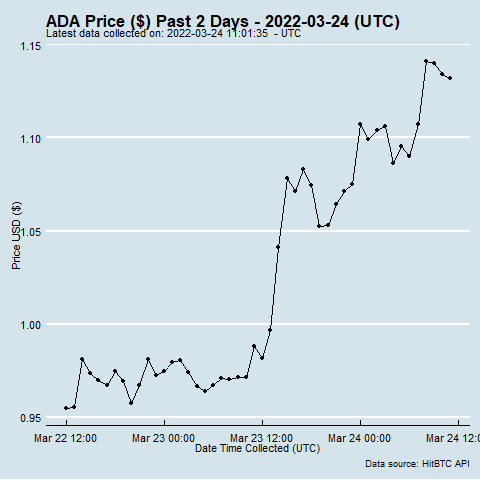 ADA Price ($) Past 2 Days - 2022-03-24 (UTC)
Latest data collected on: 2022-03-24 11:01:35 - UTC
1.15
1.10
1.05
1.00
0.95
Price USD ($)
Mar 22 12:00 Mar 23 00:00 Mar 23 12:00 Mar 24 00:00 Mar 24 12:
Date Time Collected (UTC)
Data source: HitBTC API